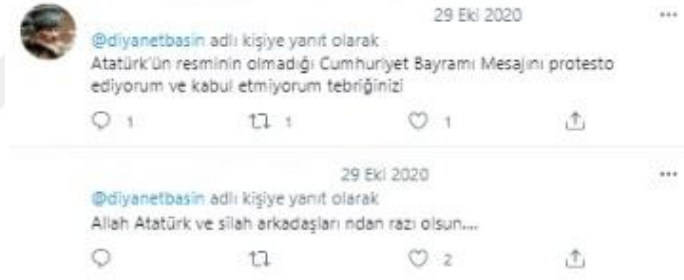 29 Eki 2020
@diyanetbasin adlı kişiye yanıt olarak
Atatürk'ün resminin olmadığı Cumhuriyet Bayramı Mesajını protesto
ediyorum ve kabul etmiyorum tebriğinizi
1 1 1
29 Eki 2020
@diyanetbasin adlı kişiye yanıt olarak
Allah Atatürk ve silah arkadaşları ndan razı olsun....
2